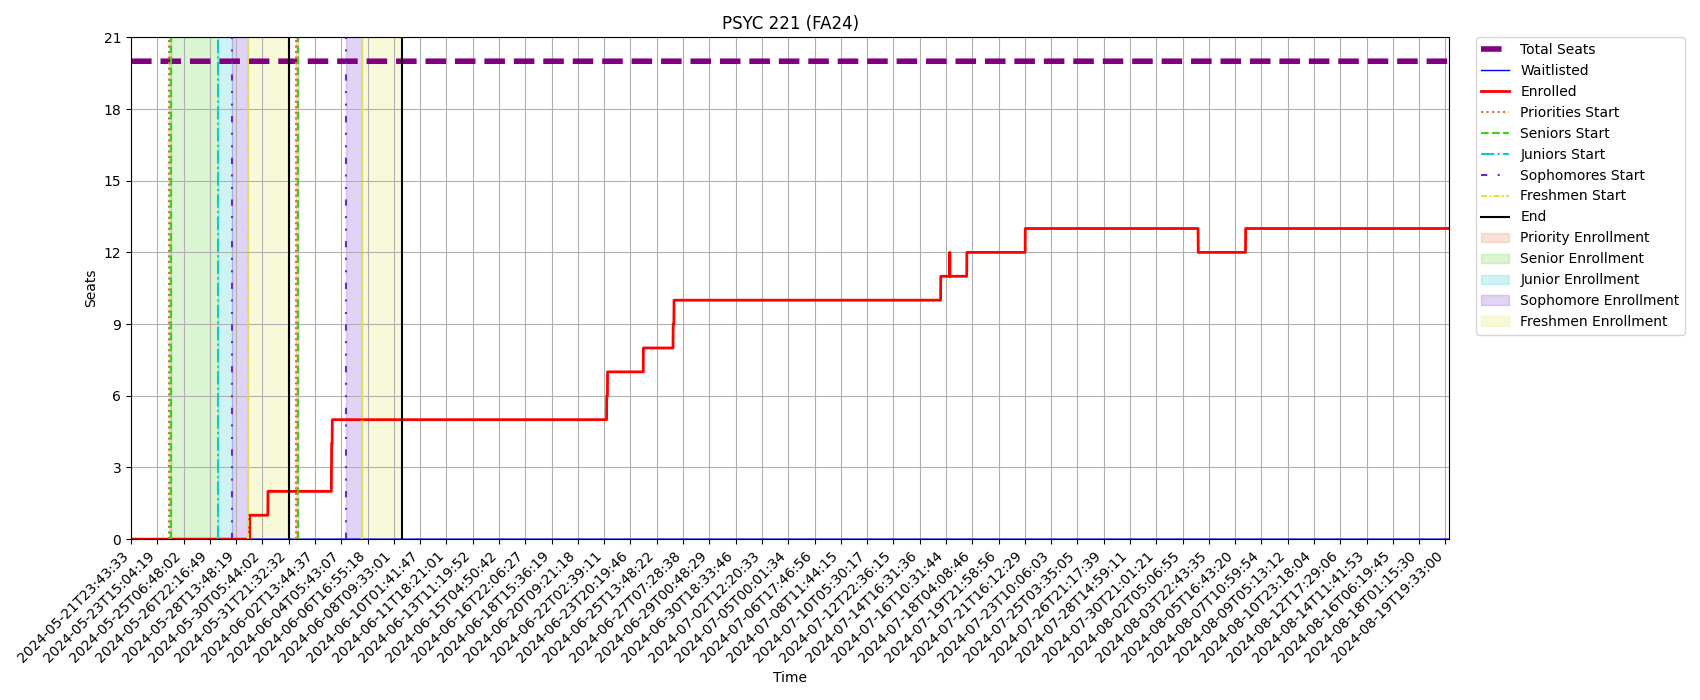 PSYC 221 (FA24)
21
18
15
12
9
6
3
0
Seats
2024-05-21T23:43:33
2024-05-23T15:04:19
2024-05-25T06:48:02
2024-05-26T22:16:49
2024-05-28T13:48:19
2024-05-30T05:44:02
2024-05-31T21:32:32
2024-06-02T13:44:37
2024-06-04T05:43:07
2024-06-06T16:55:18
2024-06-08T09:33:01
2024-06-10T01:41:47
2024-06-11T18:21:01
2024-06-13T11:19:52
2024-06-15T04:50:42
2024-06-16T22:06:27
2024-06-18T15:36:19
2024-06-20T09:21:18
2024-06-22T02:39:11
2024-06-23T20:19:46
2024-06-25T13:48:22
2024-06-27T07:28:38
2024-06-29T00:48:29
2024-06-30T18:33:46
2024-07-02T12:20:33
2024-07-05T00:01:34
2024-07-06T17:46:56
2024-07-08T11:44:15
2024-07-10T05:30:17
2024-07-12T22:36:15
2024-07-14T16:31:36
2024-07-16T10:31:44
2024-07-18T04:08:46
2024-07-19T21:58:56
2024-07-21T16:12:29
2024-07-23T10:06:03
2024-07-25T03:35:05
2024-07-26T21:17:39
2024-07-28T14:59:11
2024-07-30T21:01:21
2024-08-02T05:06:55
2024-08-03T22:43:35
2024-08-05T16:43:20
2024-08-07T10:59:54
2024-08-09T05:13:12
2024-08-10T23:18:04
2024-08-12T17:29:06
2024-08-14T11:41:53
2024-08-16T06:19:45
2024-08-18T01:15:30
2024-08-19T19:33:00
Time
Total Seats
Waitlisted
Enrolled
Priorities Start
Seniors Start
Juniors Start
Sophomores Start
Freshmen Start
End
Priority Enrollment
Senior Enrollment
Junior Enrollment
Sophomore Enrollment
Freshmen Enrollment